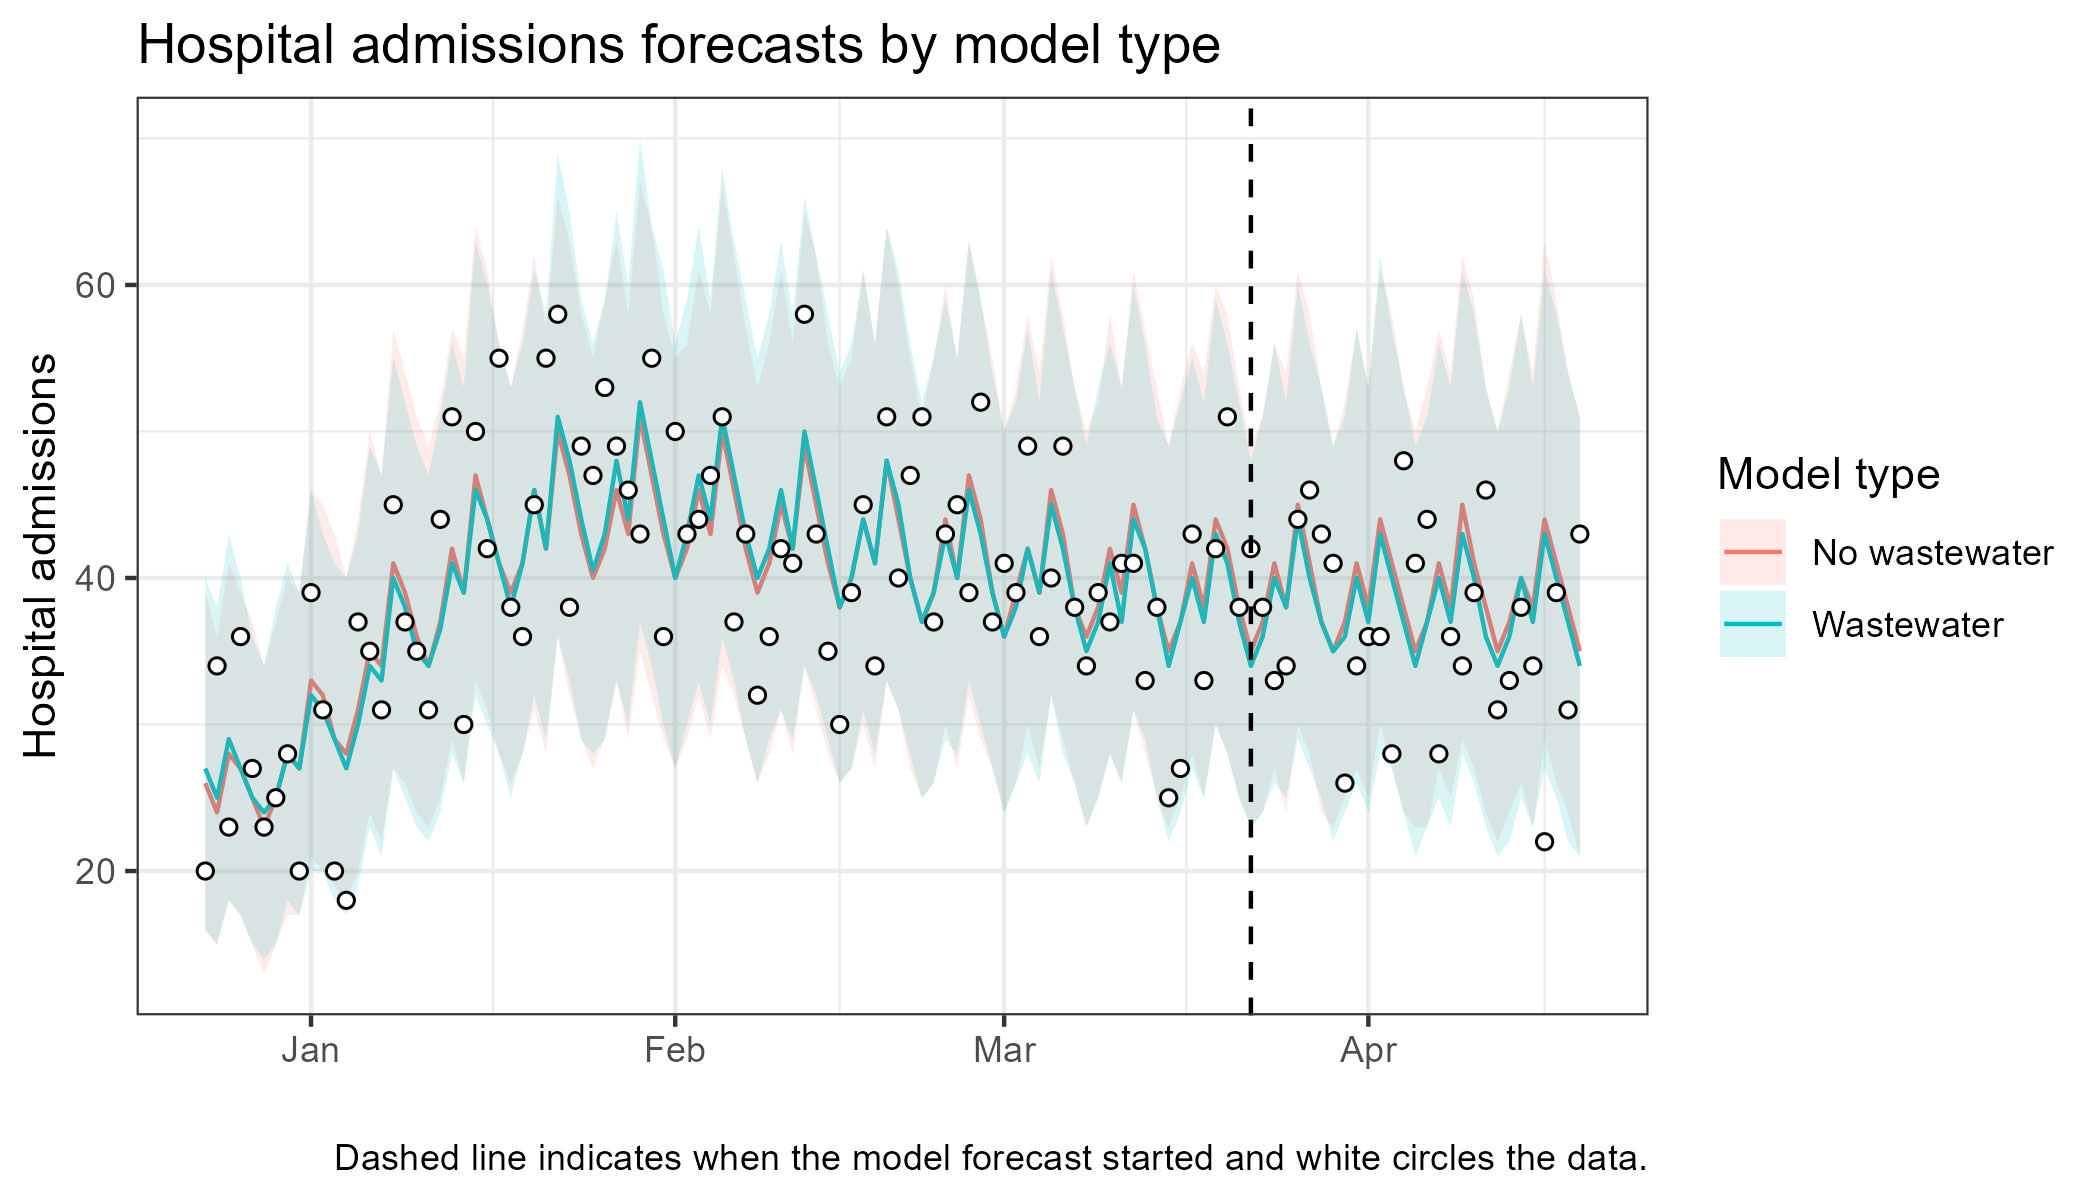 Hospital admissions forecasts by model type
Hospital admissions
60
40
20
Jan
Feb
Mar
Apr
Model type
No wastewater
Wastewater
Dashed line indicates when the model forecast started and white circles the data.